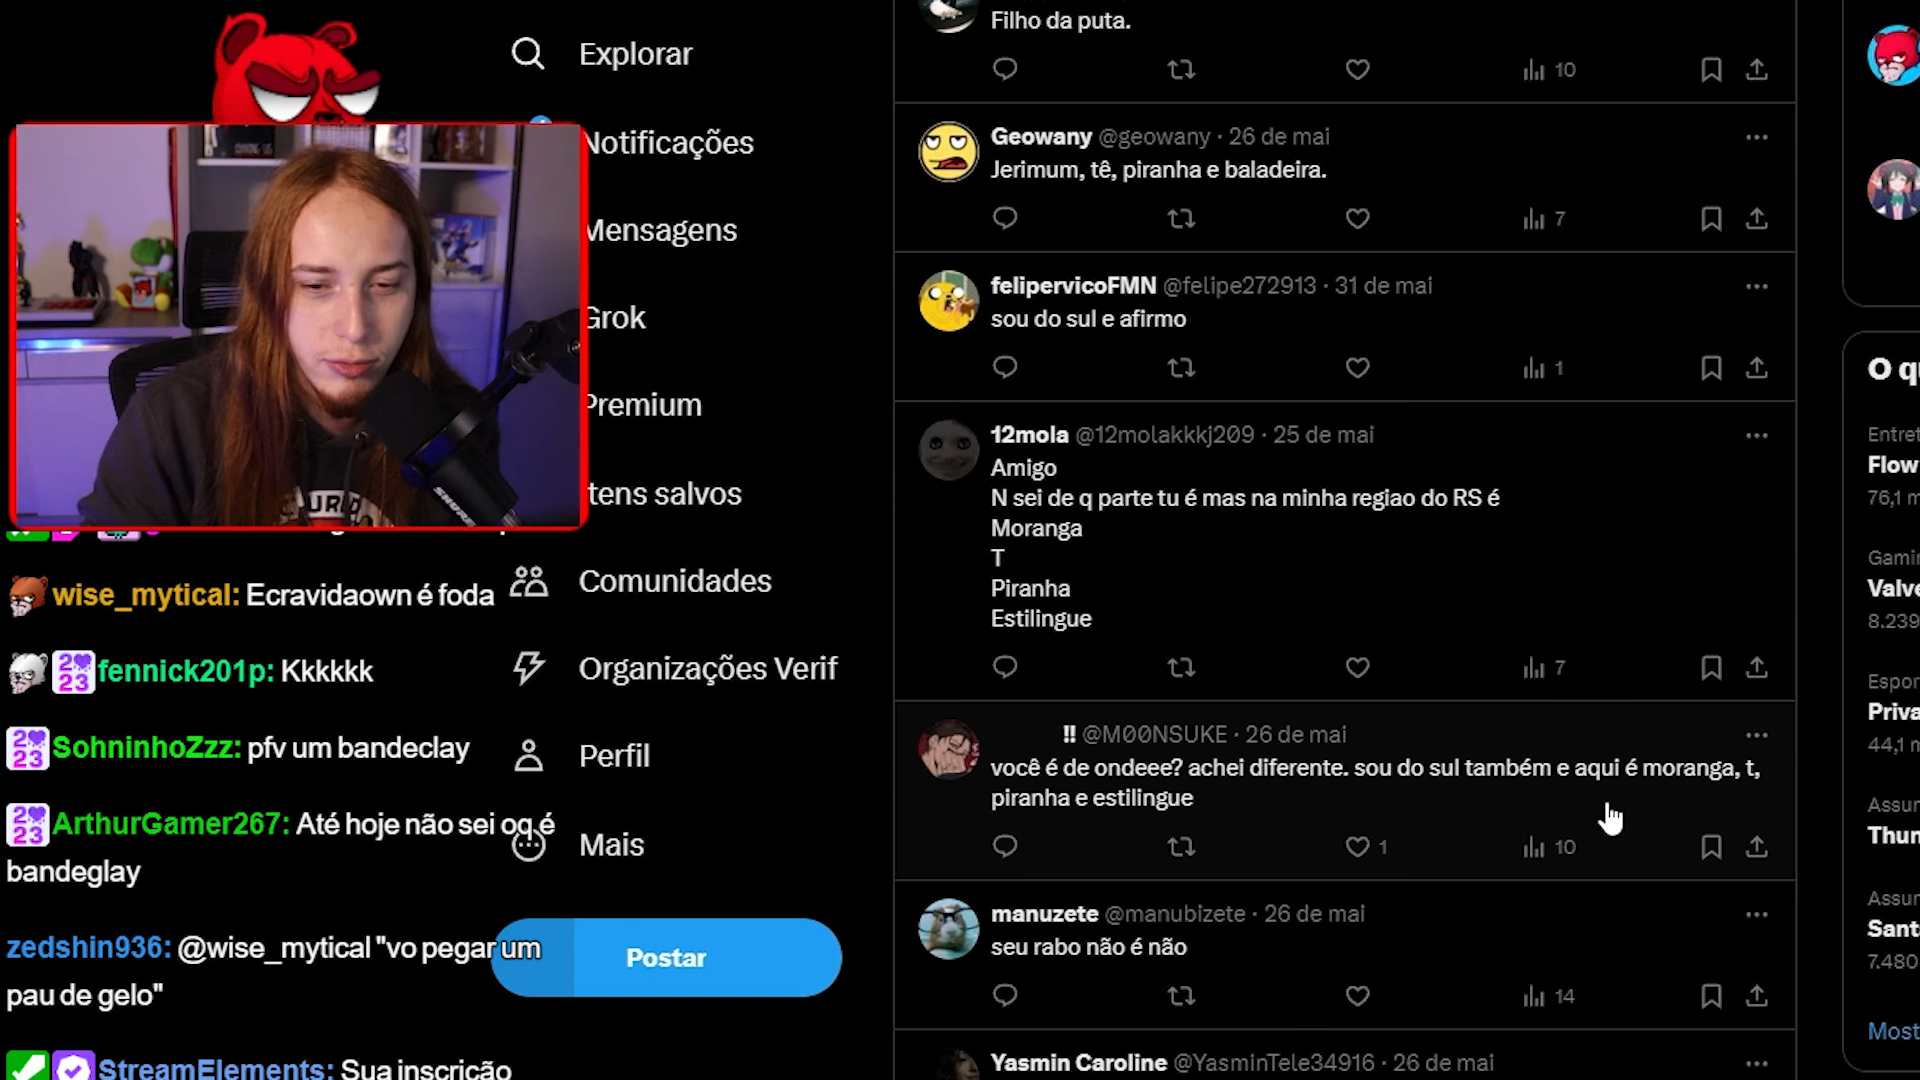 Explorar
Notificações
Mensagens
Grok
Premium
Itens salvos
Comunidades
Organizações Verif
Perfil
Mais
Postar
SHURE
wise_mytical: Ecravidaown é foda
fennick201p: Kkkkkk
SohninhoZzz: pfv um bandeclay
ArthurGamer267: Até hoje não sei oq é
bandeglay
zedshin936: @wise_mytical "vo pegar um
pau de gelo"
StreamElements: Sua inscrição
Filho da puta.
10
Geowany @geowany · 26 de mai
Jerimum, tê, piranha e baladeira.
7
felipervicoFMN @felipe272913 · 31 de mai
sou do sul e afirmo
1
12mola @12molakkkj209 · 25 de mai
Amigo
N sei de q parte tu é mas na minha regiao do RS é
Moranga
T
Piranha
Estilingue
7
!! @M00NSUKE · 26 de mai
você é de ondeee? achei diferente. sou do sul também e aqui é moranga, t,
piranha e estilingue
1 10
manuzete @manubizete · 26 de mai
seu rabo não é não
14
Yasmin Caroline @YasminTele34916 · 26 de mai
O q
Entret
Flow
76,1 m
Gamin
Valve
8.239
Espor
Priva
44,1 m
Assun
Thun
Assun
Santa
7.480
Most